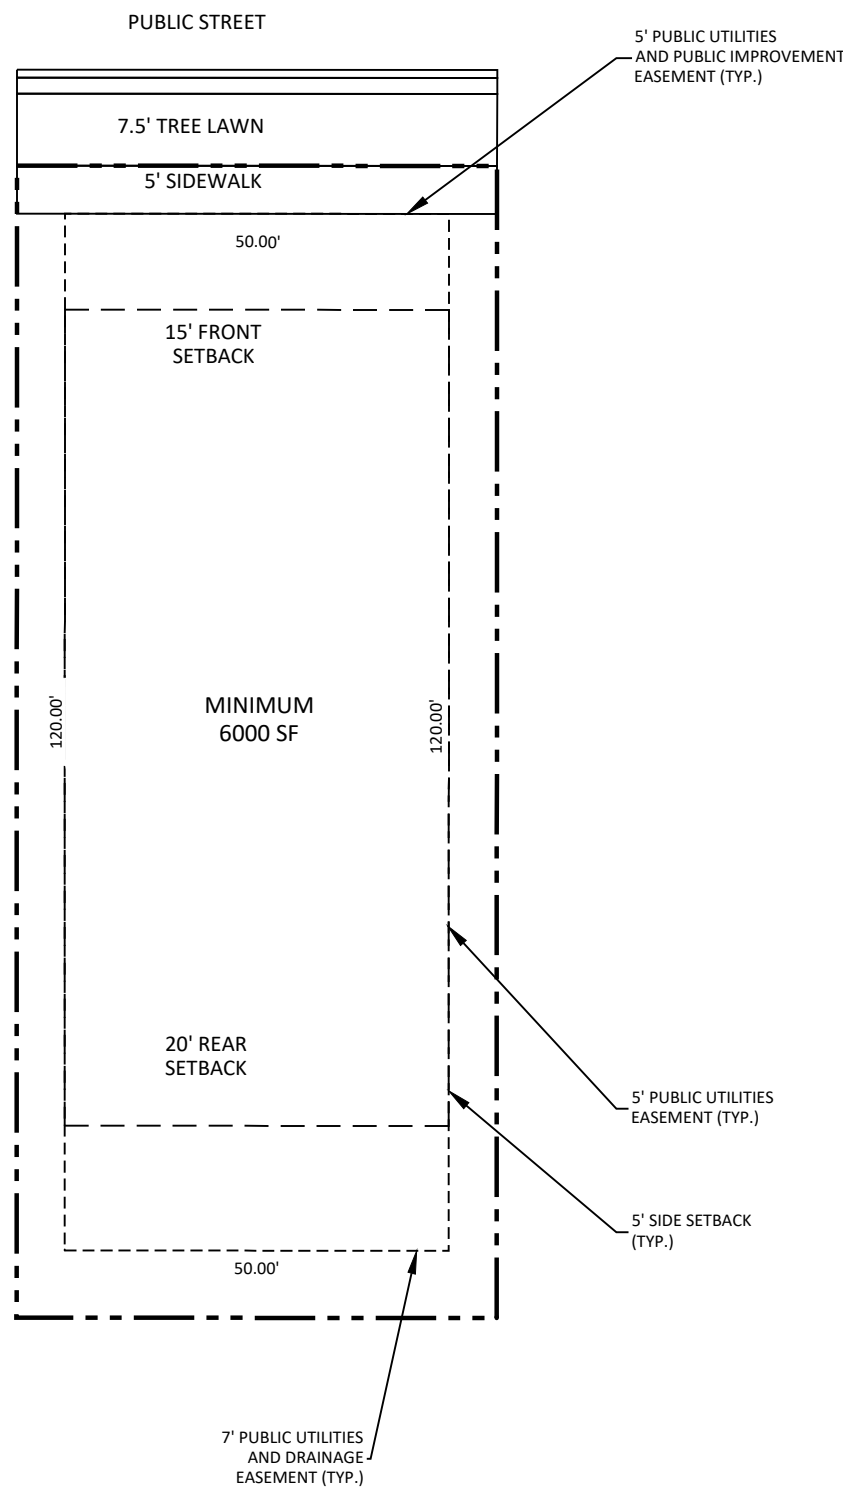 PUBLIC STREET
5' PUBLIC UTILITIES
AND PUBLIC IMPROVEMENT
EASEMENT (TYP.)
7.5' TREE LAWN
5' SIDEWALK
50.00'
15' FRONT
SETBACK
120.00'
MINIMUM
6000 SF
120.00'
20' REAR
SETBACK
5' PUBLIC UTILITIES
EASEMENT (TYP.)
5' SIDE SETBACK
(TYP.)
50.00'
7' PUBLIC UTILITIES
AND DRAINAGE
EASEMENT (TYP.)